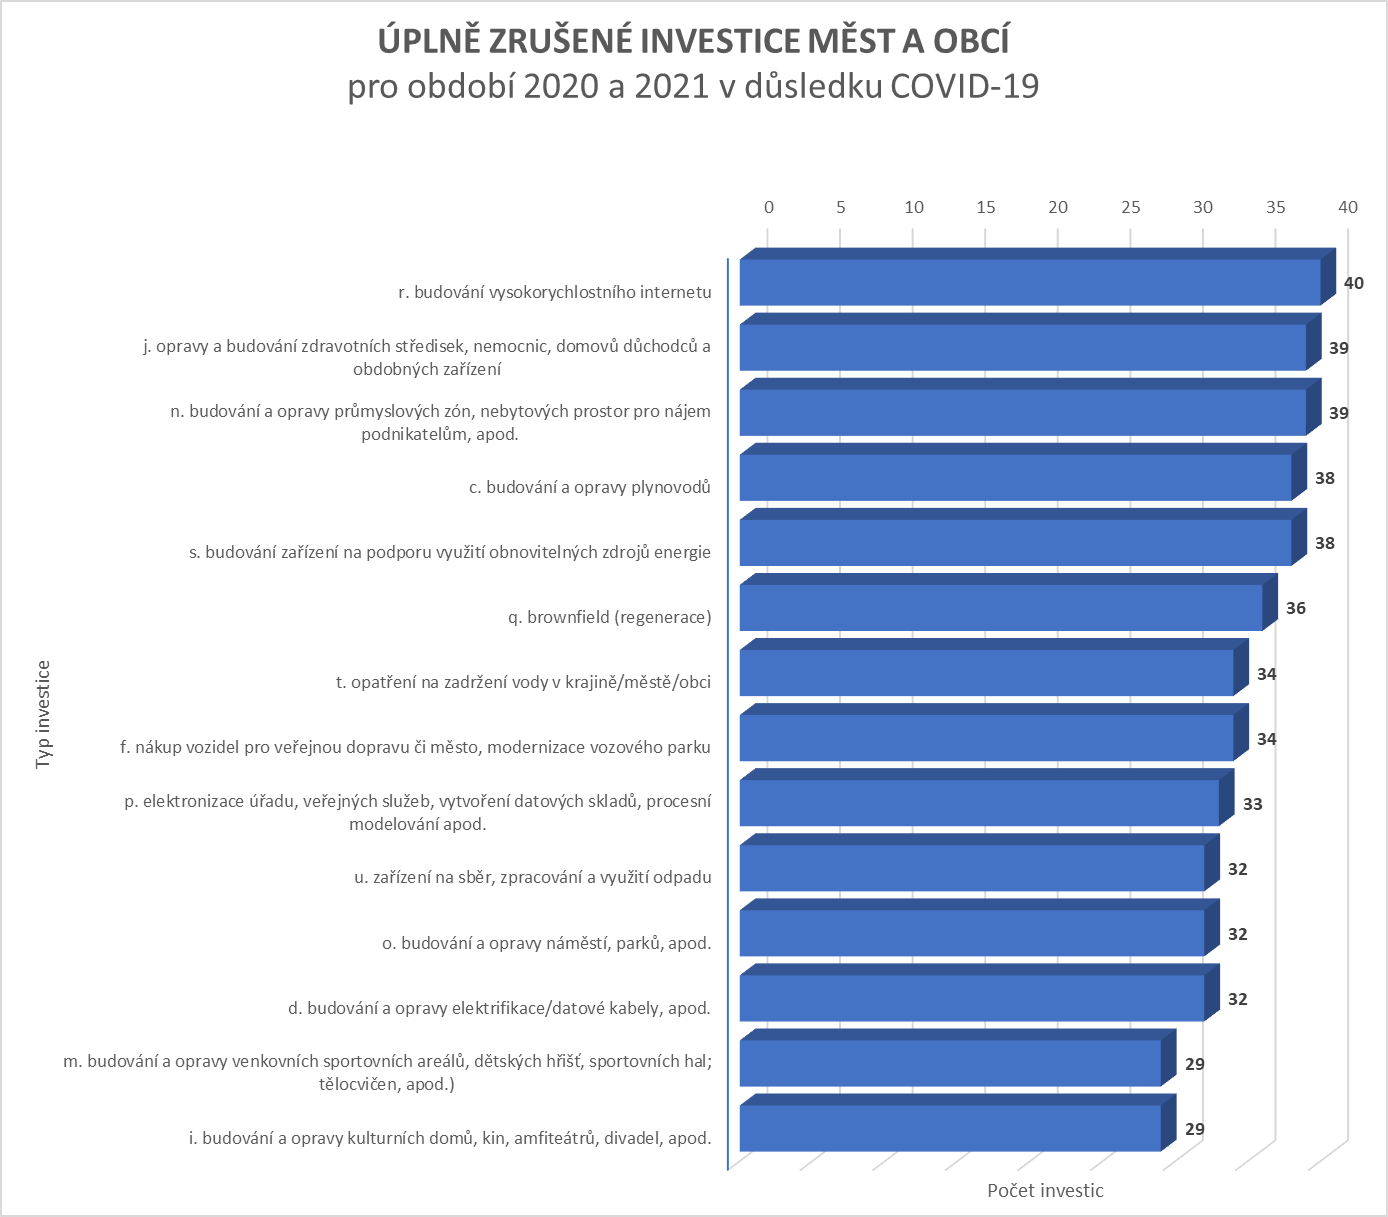 ÚPLNĚ ZRUŠENÉ INVESTICE MĚST A OBCÍ
pro období 2020 a 2021 v důsledku COVID-19
0 5 10 15 20 25 30 35 40
r. budování vysokorychlostního internetu 40
j. opravy a budování zdravotních středisek, nemocnic, domovů důchodců a
obdobných zařízení
39
n. budování a opravy průmyslových zón, nebytových prostor pro nájem
podnikatelům, apod.
39
c. budování a opravy plynovodů 38
s. budování zařízení na podporu využití obnovitelných zdrojů energie 38
q. brownfield (regenerace) 36
t. opatření na zadržení vody v krajině/městě/obci 34
f. nákup vozidel pro veřejnou dopravu či město, modernizace vozového parku 34
p. elektronizace úřadu, veřejných služeb, vytvoření datových skladů, procesní
modelování apod.
33
u. zařízení na sběr, zpracování a využití odpadu 32
o. budování a opravy náměstí, parků, apod. 32
d. budování a opravy elektrifikace/datové kabely, apod. 32
m. budování a opravy venkovních sportovních areálů, dětských hřišť, sportovních hal;
tělocvičen, apod.)
29
i. budování a opravy kulturních domů, kin, amfiteátrů, divadel, apod. 29
Typ investice
Počet investic